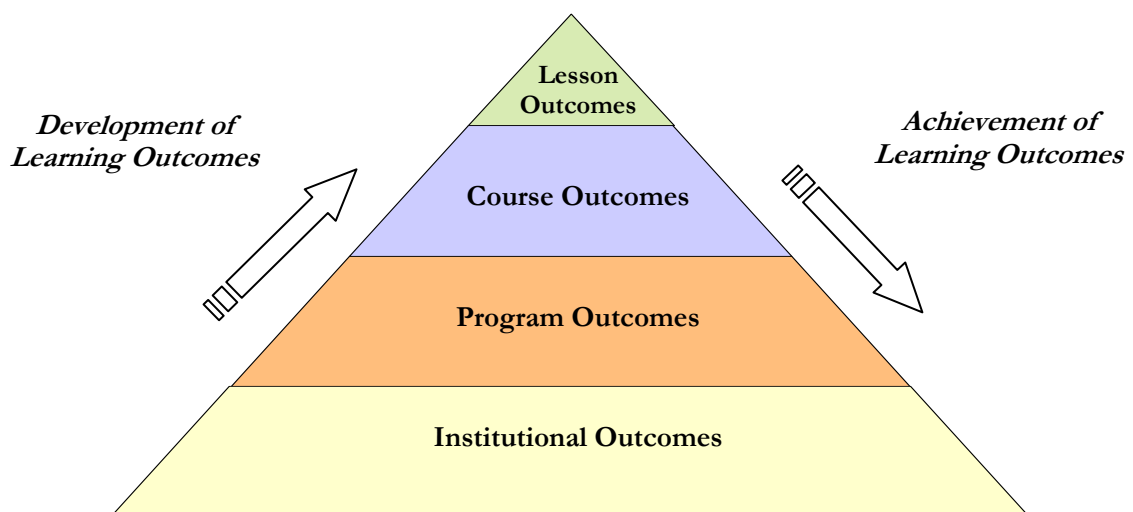 Lesson
Outcomes
Development of
Learning Outcomes
Achievement of
Learning Outcomes
Course Outcomes
Program Outcomes
Institutional Outcomes